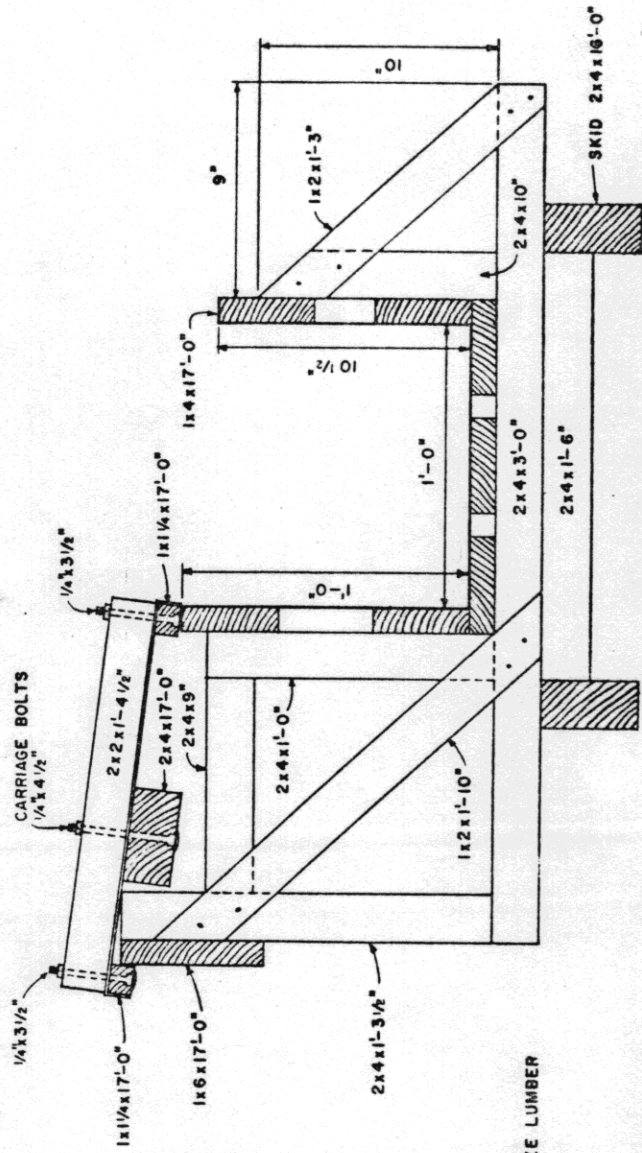 CARRIAGE BOLTS
1/4"x 4 1/2"
1/4"x 3 1/2"
1/4"x 3 1/2"
2x2x1'-4 1/2"
1x1 1/4x17'-0"
1x1 1/4x17'-0"
2x4x17'-0"
2x4x9"
1x6x17'-0"
2x4x1'-0"
1'-0"
1x4x17'-0"
10 1/2"
1'-0"
9"
10"
1x2x1'-3"
2x4x10"
2x4x1'-3 1/2"
1x2x1'-10"
2x4x3'-0"
2x4x1'-6"
SKID 2x4x16'-0"
LUMBER